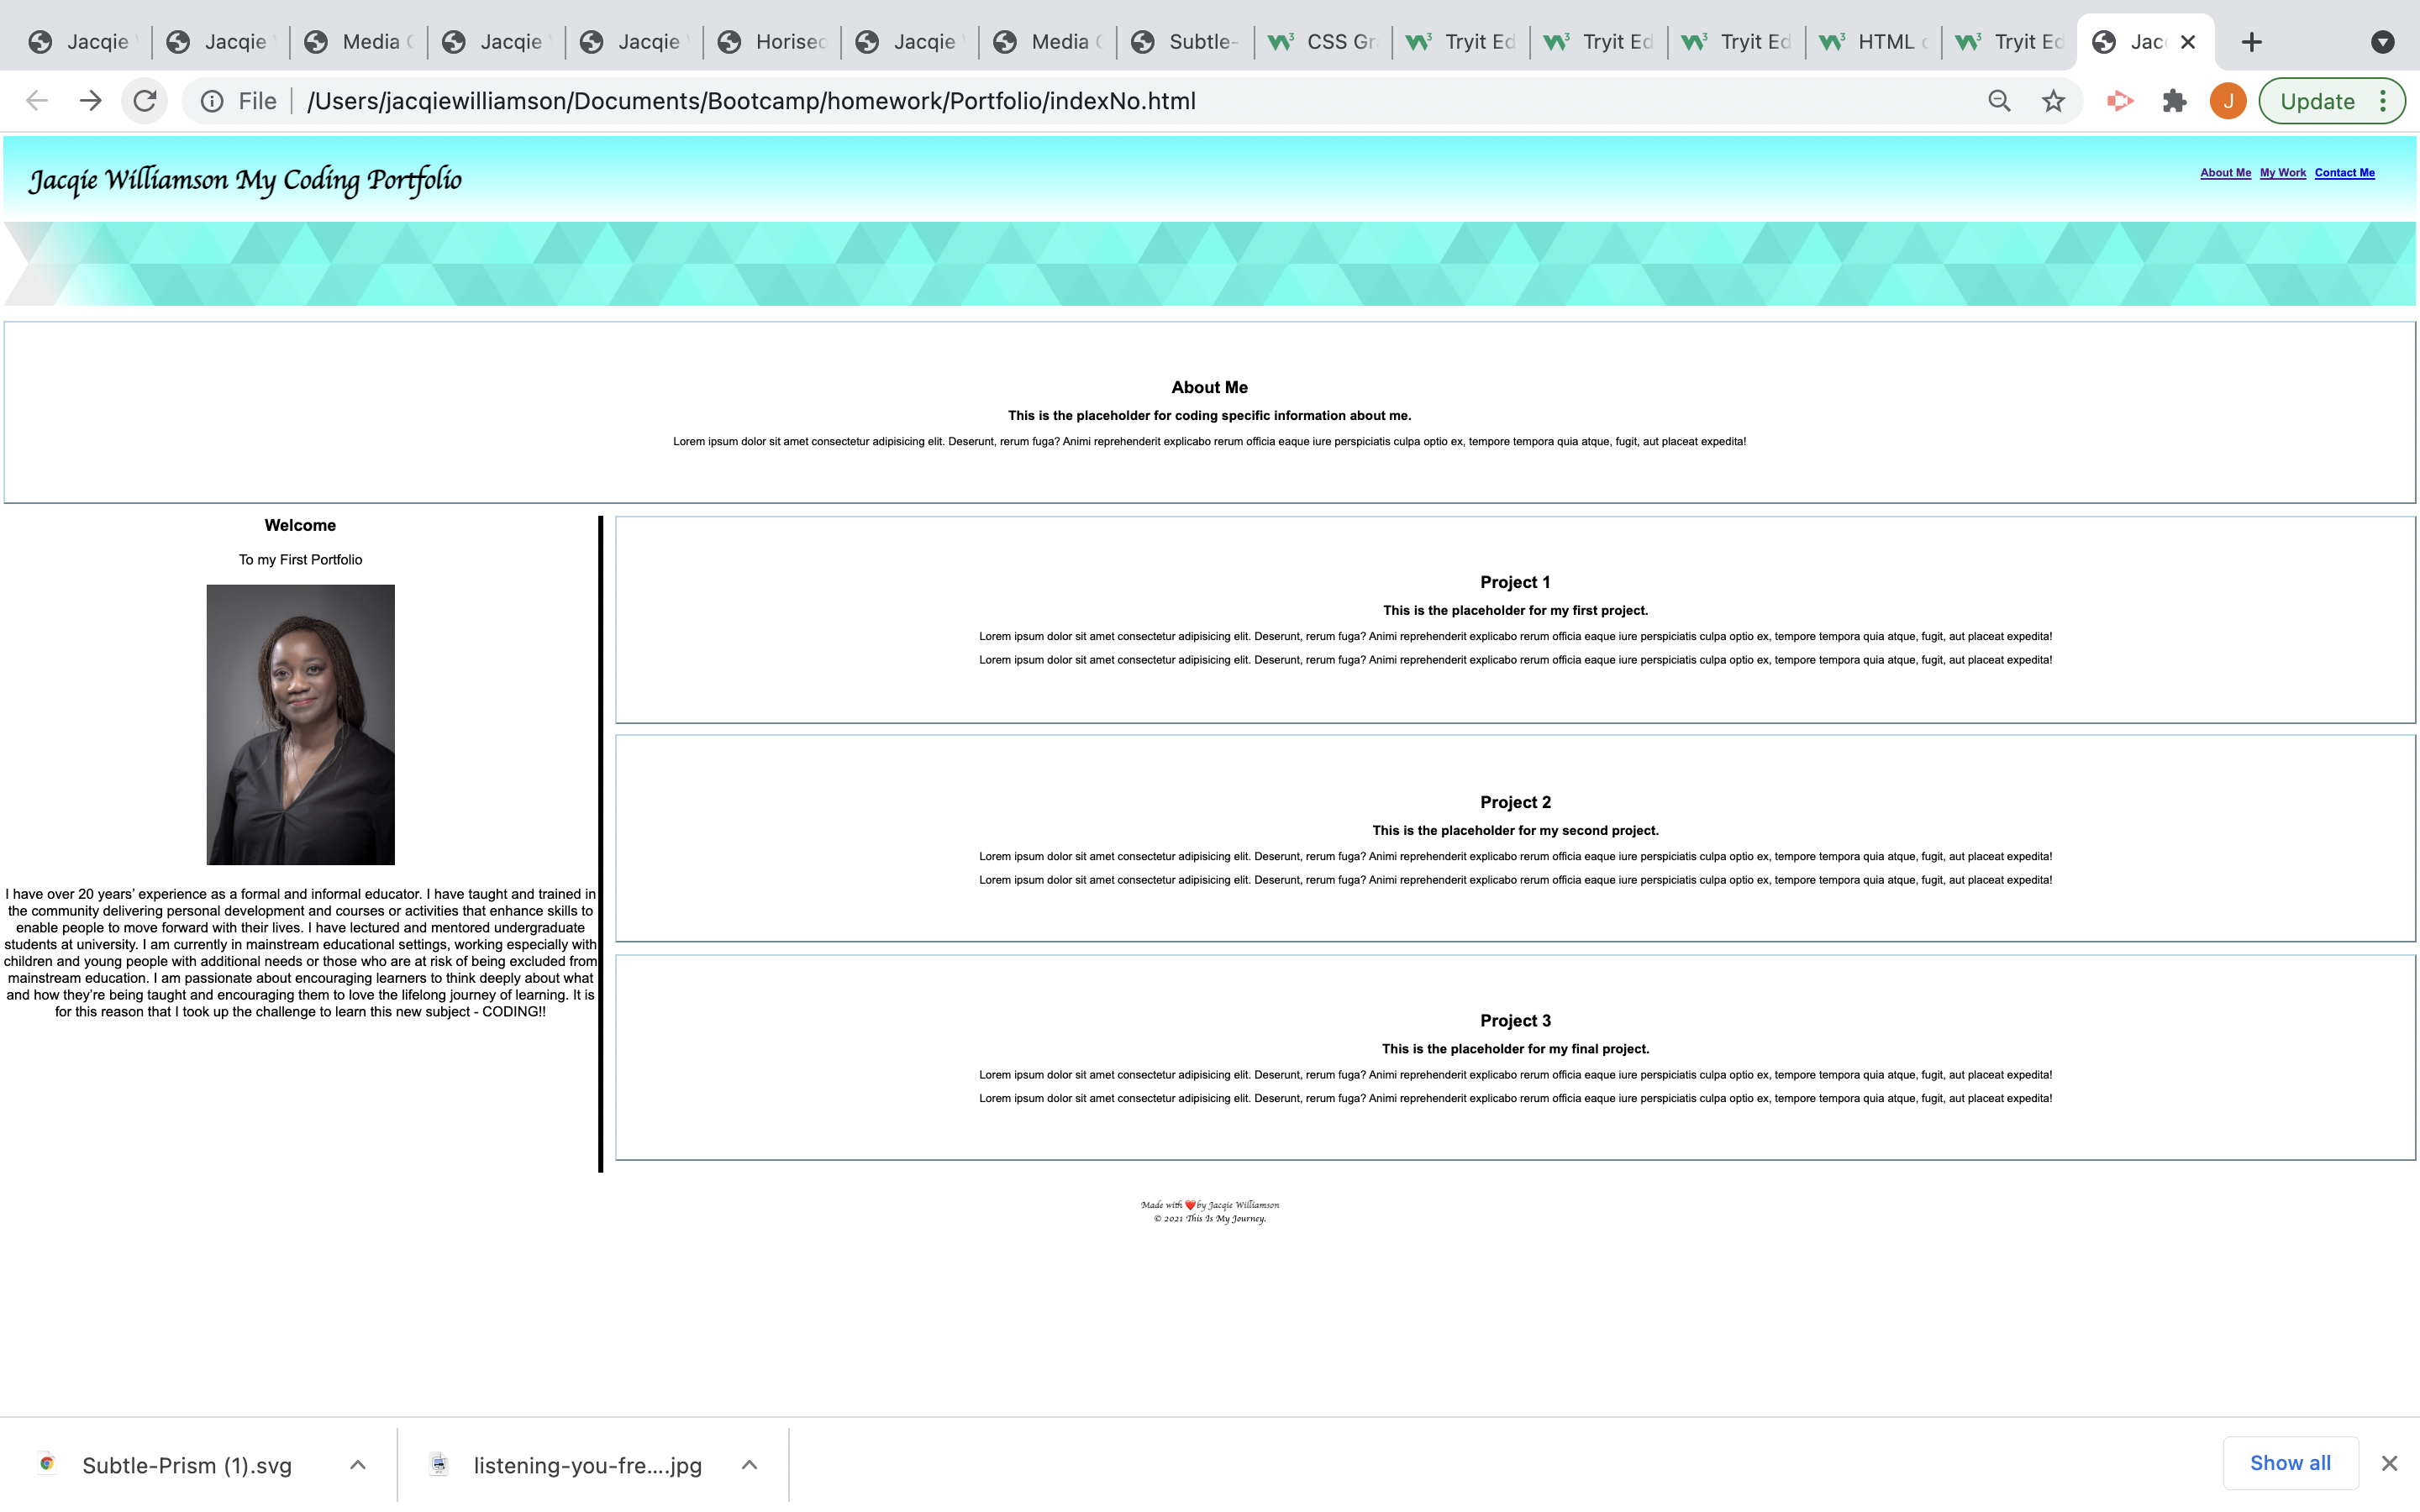 Jacqie Jacqie Media Jacqie Jacqie Horisec Jacqie Media Subtle- CSS Gr Tryit Ed Tryit Ed Tryit Ed HTML Tryit Ed Jac
File /Users/jacqiewilliamson/Documents/Bootcamp/homework/Portfolio/indexNo.html J Update
Jacqie Williamson My Coding Portfolio
About Me My Work Contact Me
About Me
This is the placeholder for coding specific information about me.
Lorem ipsum dolor sit amet consectetur adipisicing elit. Deserunt, rerum fuga? Animi reprehenderit explicabo rerum officia eaque iure perspiciatis culpa optio ex, tempore tempora quia atque, fugit, aut placeat expedita!
Welcome
To my First Portfolio
I have over 20 years’ experience as a formal and informal educator. I have taught and trained in
the community delivering personal development and courses or activities that enhance skills to
enable people to move forward with their lives. I have lectured and mentored undergraduate
students at university. I am currently in mainstream educational settings, working especially with
children and young people with additional needs or those who are at risk of being excluded from
mainstream education. I am passionate about encouraging learners to think deeply about what
and how they’re being taught and encouraging them to love the lifelong journey of learning. It is
for this reason that I took up the challenge to learn this new subject - CODING!!
Project 1
This is the placeholder for my first project.
Lorem ipsum dolor sit amet consectetur adipisicing elit. Deserunt, rerum fuga? Animi reprehenderit explicabo rerum officia eaque iure perspiciatis culpa optio ex, tempore tempora quia atque, fugit, aut placeat expedita!
Lorem ipsum dolor sit amet consectetur adipisicing elit. Deserunt, rerum fuga? Animi reprehenderit explicabo rerum officia eaque iure perspiciatis culpa optio ex, tempore tempora quia atque, fugit, aut placeat expedita!
Project 2
This is the placeholder for my second project.
Lorem ipsum dolor sit amet consectetur adipisicing elit. Deserunt, rerum fuga? Animi reprehenderit explicabo rerum officia eaque iure perspiciatis culpa optio ex, tempore tempora quia atque, fugit, aut placeat expedita!
Lorem ipsum dolor sit amet consectetur adipisicing elit. Deserunt, rerum fuga? Animi reprehenderit explicabo rerum officia eaque iure perspiciatis culpa optio ex, tempore tempora quia atque, fugit, aut placeat expedita!
Project 3
This is the placeholder for my final project.
Lorem ipsum dolor sit amet consectetur adipisicing elit. Deserunt, rerum fuga? Animi reprehenderit explicabo rerum officia eaque iure perspiciatis culpa optio ex, tempore tempora quia atque, fugit, aut placeat expedita!
Lorem ipsum dolor sit amet consectetur adipisicing elit. Deserunt, rerum fuga? Animi reprehenderit explicabo rerum officia eaque iure perspiciatis culpa optio ex, tempore tempora quia atque, fugit, aut placeat expedita!
Made with ❤️by Jacqie Williamson
© 2021 This Is My Journey.
Subtle-Prism (1).svg listening-you-fre....jpg Show all